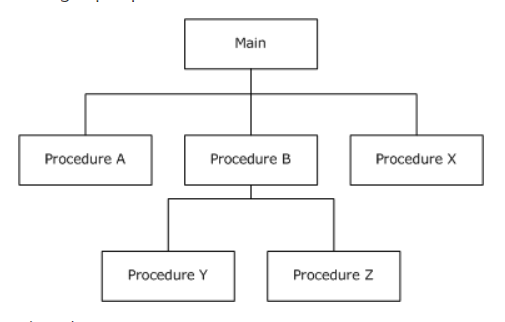 Main
Procedure A
Procedure B
Procedure X
Procedure Y
Procedure Z